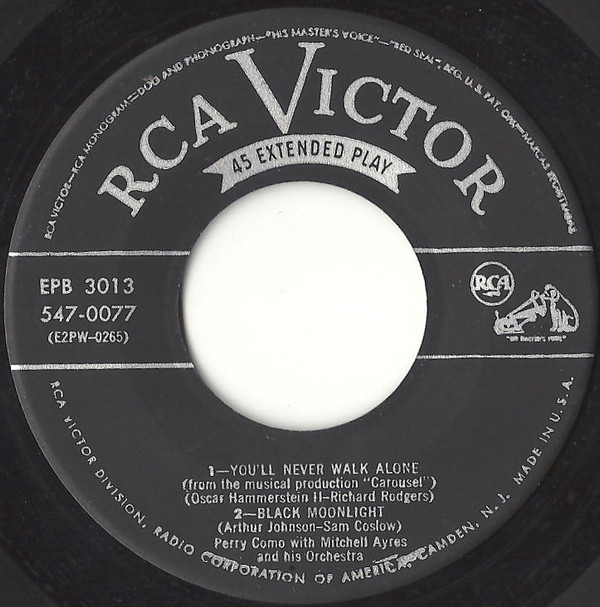 RCA VICTOR—RCA MONOGRAM—DOG AND PHONOGRAPH—"HIS MASTER'S VOICE"—"RED SEAL", REG. U.S. PAT. OFF.—MARCAS REGISTRADAS
RCA VICTOR
45 EXTENDED PLAY
EPB 3013
547-0077
(E2PW-0265)
RCA
"HIS MASTER'S VOICE"
1—YOU'LL NEVER WALK ALONE
(from the musical production "Carousel")
(Oscar Hammerstein II-Richard Rodgers)
2—BLACK MOONLIGHT
(Arthur Johnson-Sam Coslow)
Perry Como with Mitchell Ayres
and his Orchestra
RCA VICTOR DIVISION, RADIO CORPORATION OF AMERICA, CAMDEN, N. J. MADE IN U. S. A.